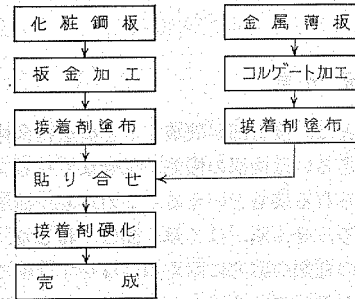 化粧鋼板
金属薄板
板金加工
コルゲート加工
接着剤塗布
接着剤塗布
貼り合せ
接着剤硬化
完成